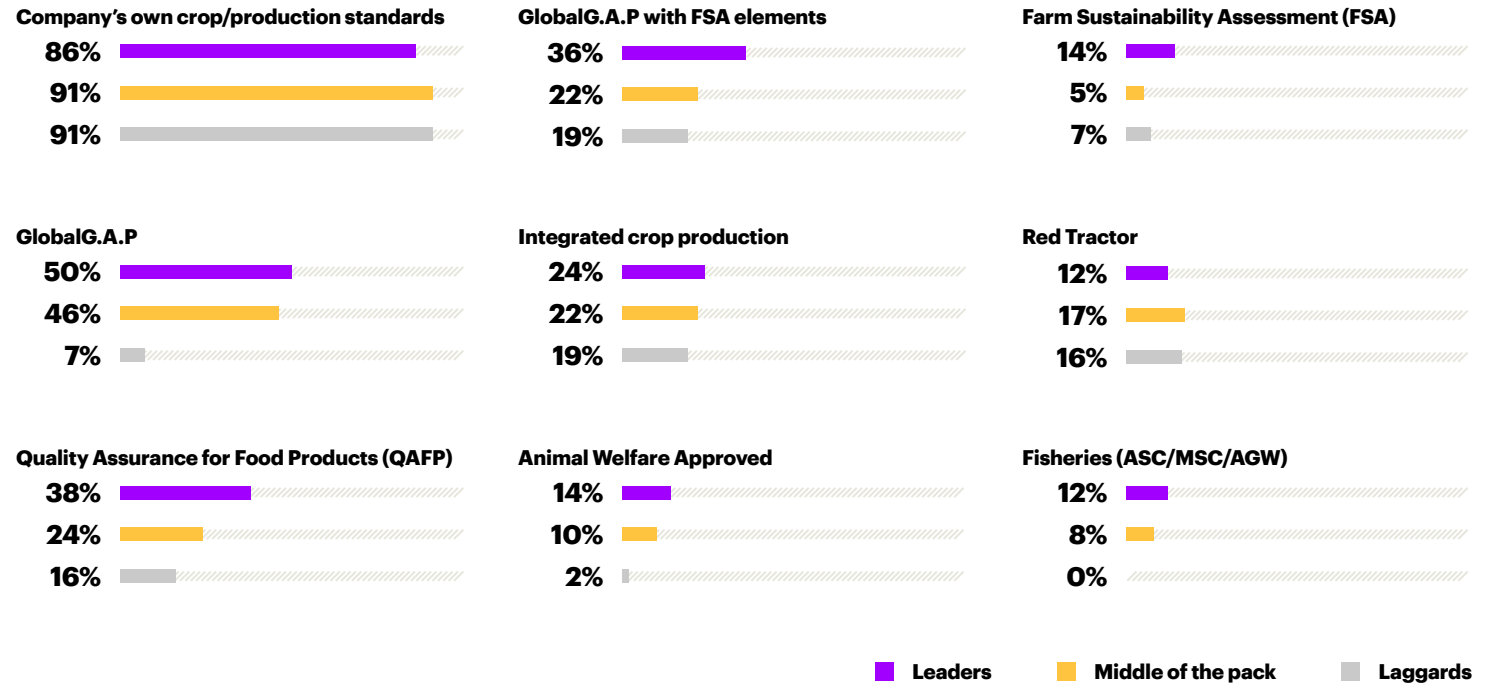 Company's own crop/production standards
86%
91%
91%
GlobalG.A.P with FSA elements
36%
22%
19%
Farm Sustainability Assessment (FSA)
14%
5%
7%
GlobalG.A.P
50%
46%
7%
Integrated crop production
24%
22%
19%
Red Tractor
12%
17%
16%
Quality Assurance for Food Products (QAFP)
38%
24%
16%
Animal Welfare Approved
14%
10%
2%
Fisheries (ASC/MSC/AGW)
12%
8%
0%
Leaders
Middle of the pack
Laggards